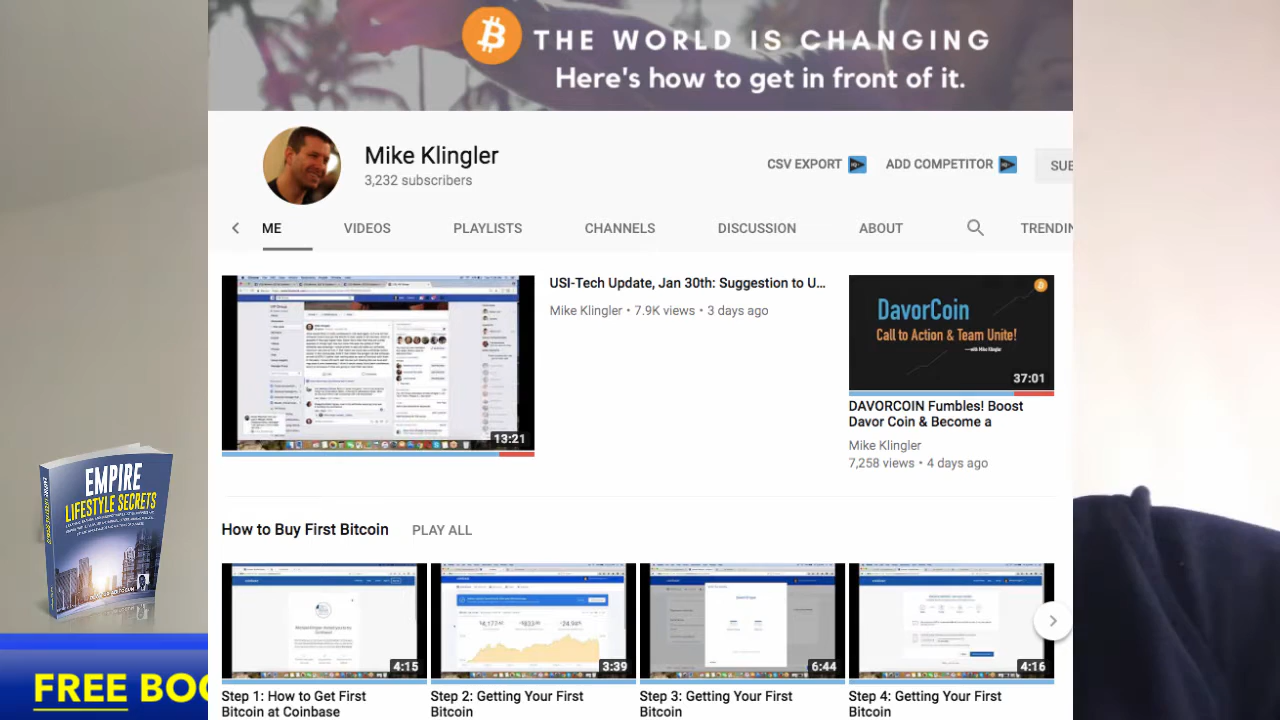 THE WORLD IS CHANGING
Here's how to get in front of it.
Mike Klingler
3,232 subscribers
CSV EXPORT
ADD COMPETITOR
SUB
ME
VIDEOS
PLAYLISTS
CHANNELS
DISCUSSION
ABOUT
TRENDIN
USI-Tech Update, Jan 30th: Suggestion to U...
Mike Klingler • 7.9K views • 3 days ago
13:21
DavorCoin
Call to Action & Team Unite!
—with Mike Klingler
37:01
DAVORCOIN Fumbles! Boost
Davor Coin & Become a
Mike Klingler
7,258 views • 4 days ago
EMPIRE
LIFESTYLE SECRETS
How to Buy First Bitcoin
PLAY ALL
4:15
3:39
6:44
4:16
Step 1: How to Get First
Bitcoin at Coinbase
Step 2: Getting Your First
Bitcoin
Step 3: Getting Your First
Bitcoin
Step 4: Getting Your First
Bitcoin
FREE BOO